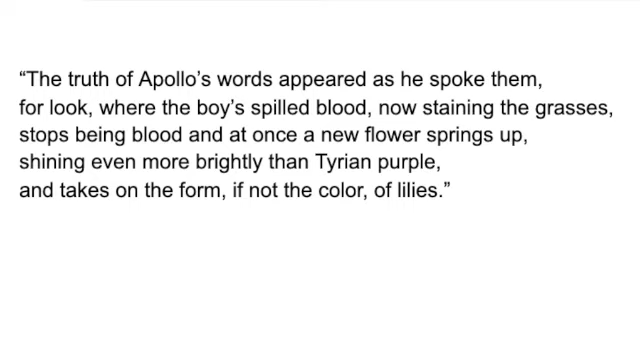 “The truth of Apollo’s words appeared as he spoke them,
for look, where the boy’s spilled blood, now staining the grasses,
stops being blood and at once a new flower springs up,
shining even more brightly than Tyrian purple,
and takes on the form, if not the color, of lilies.”